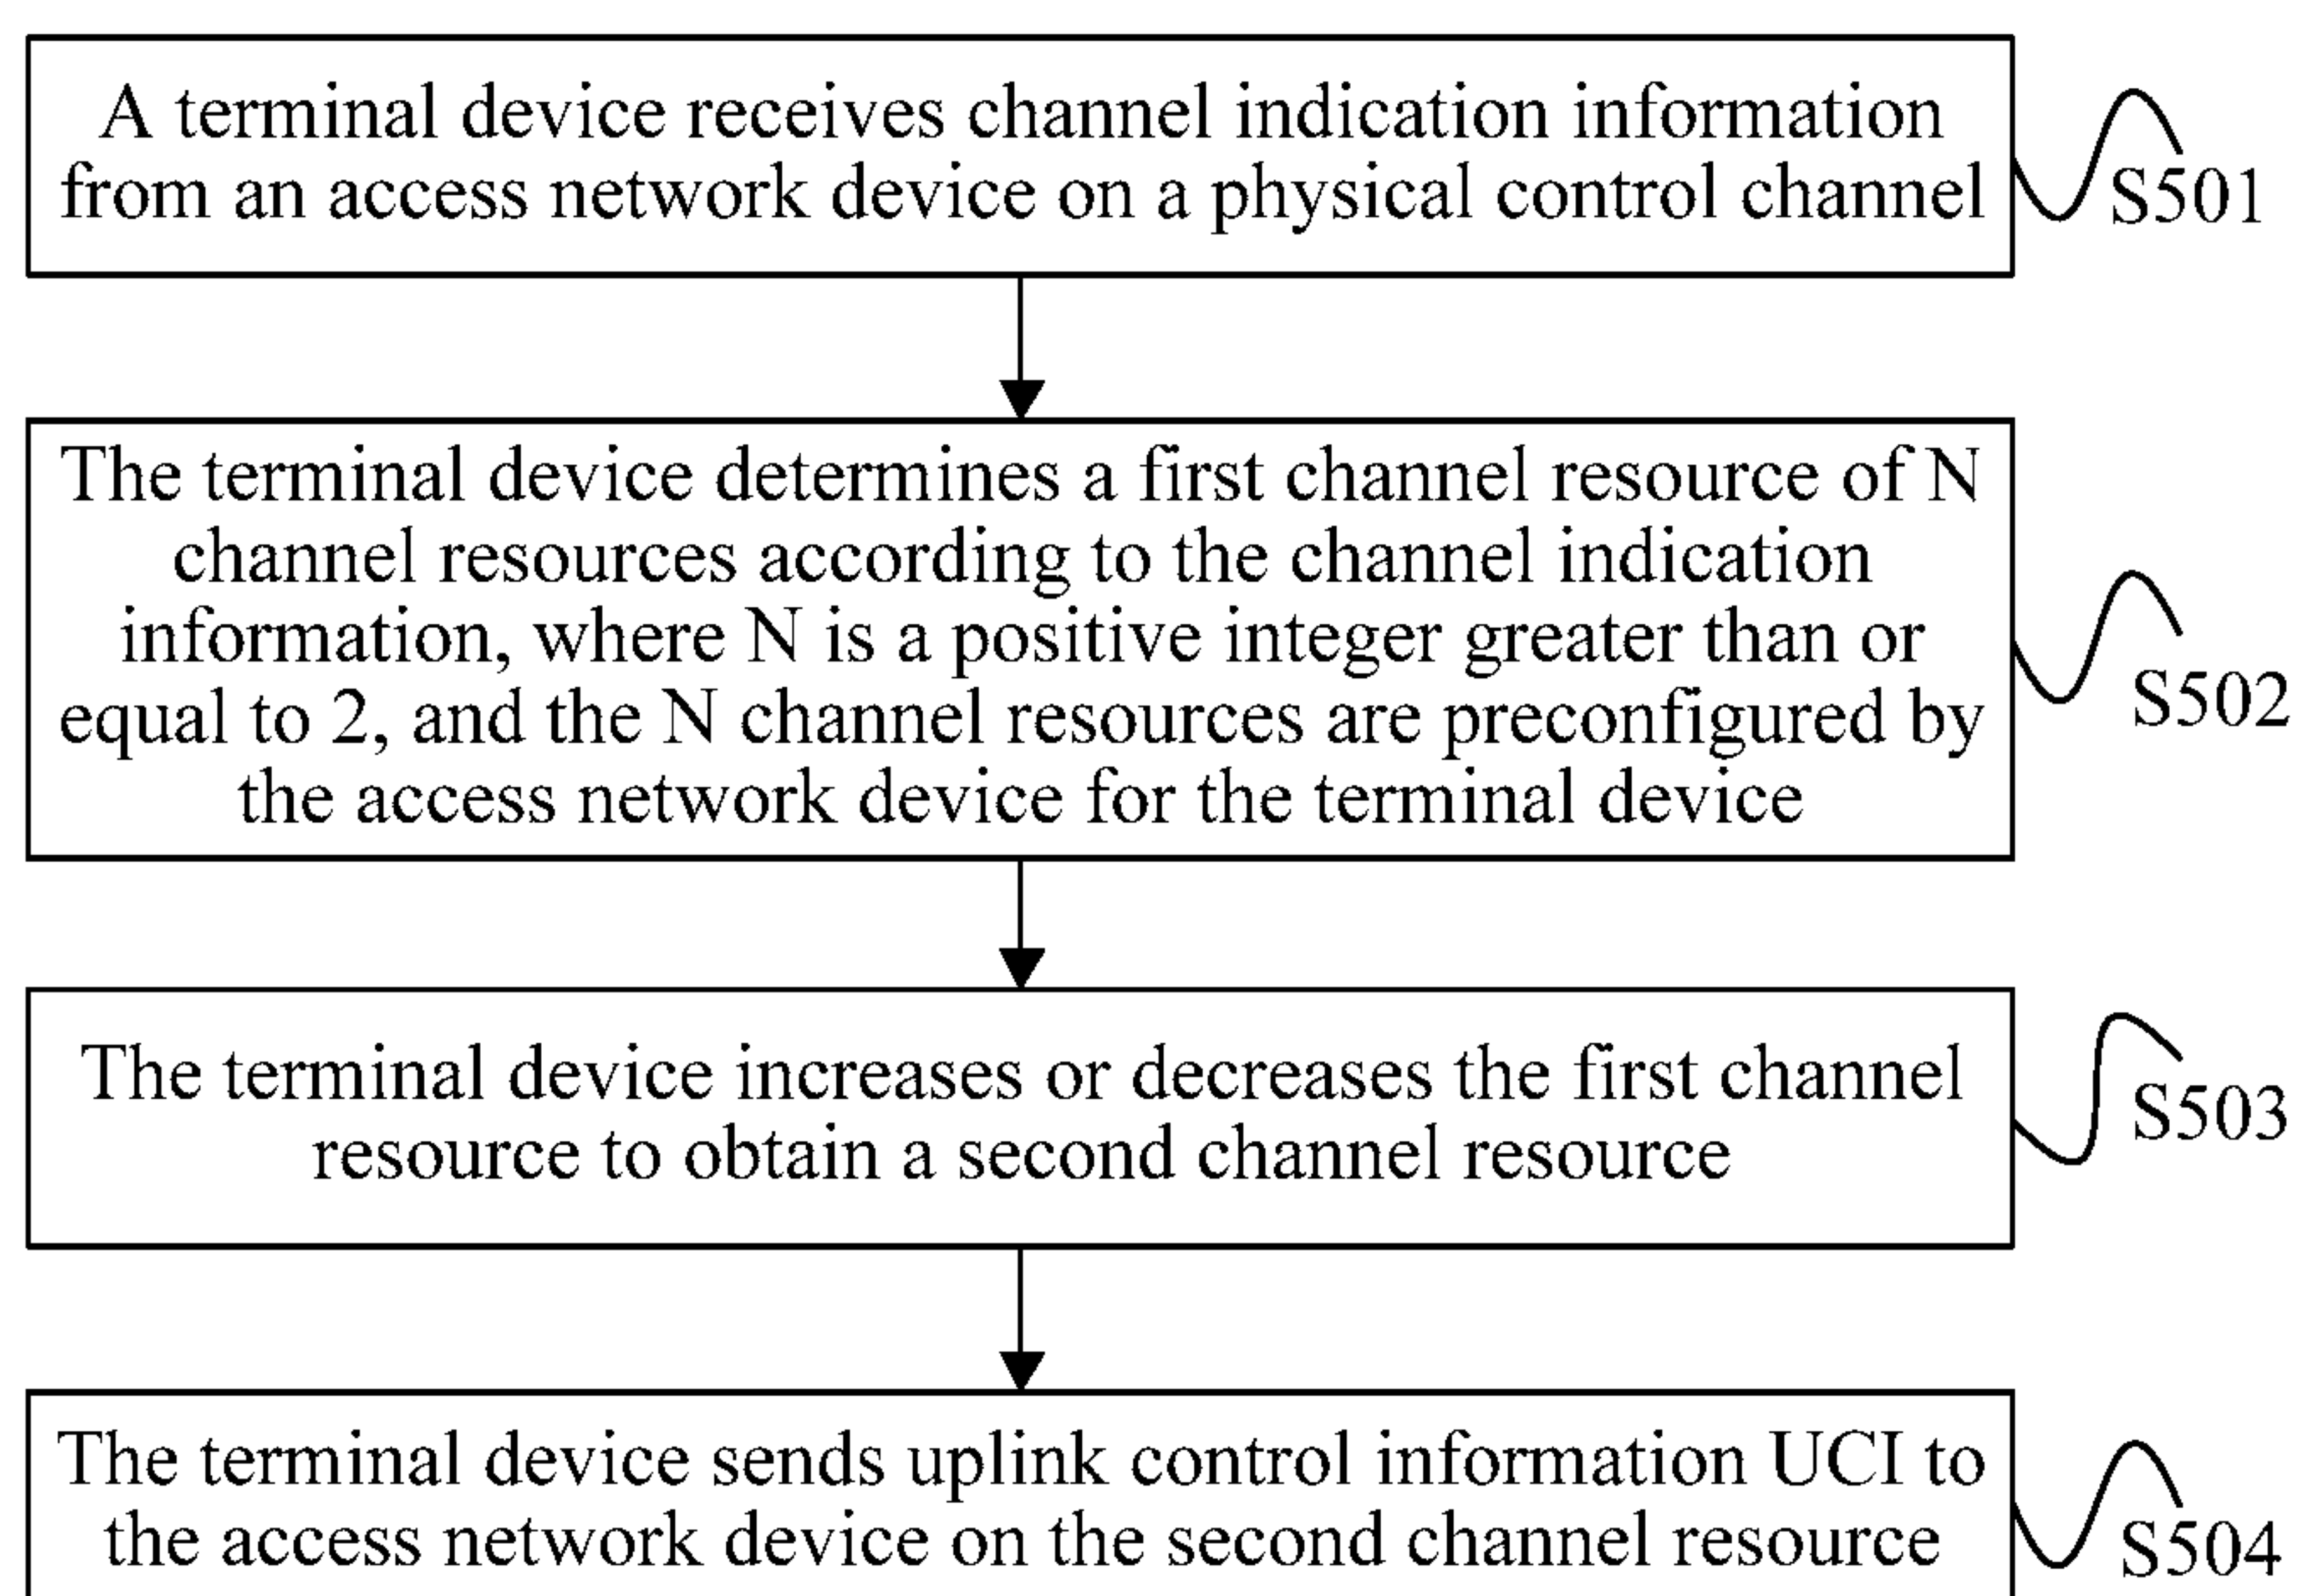 A terminal device receives channel indication information
from an access network device on a physical control channel
S501
The terminal device determines a first channel resource of N
channel resources according to the channel indication
information, where N is a positive integer greater than or
equal to 2, and the N channel resources are preconfigured by
the access network device for the terminal device
S502
The terminal device increases or decreases the first channel
resource to obtain a second channel resource
S503
The terminal device sends uplink control information UCI to
the access network device on the second channel resource
S504